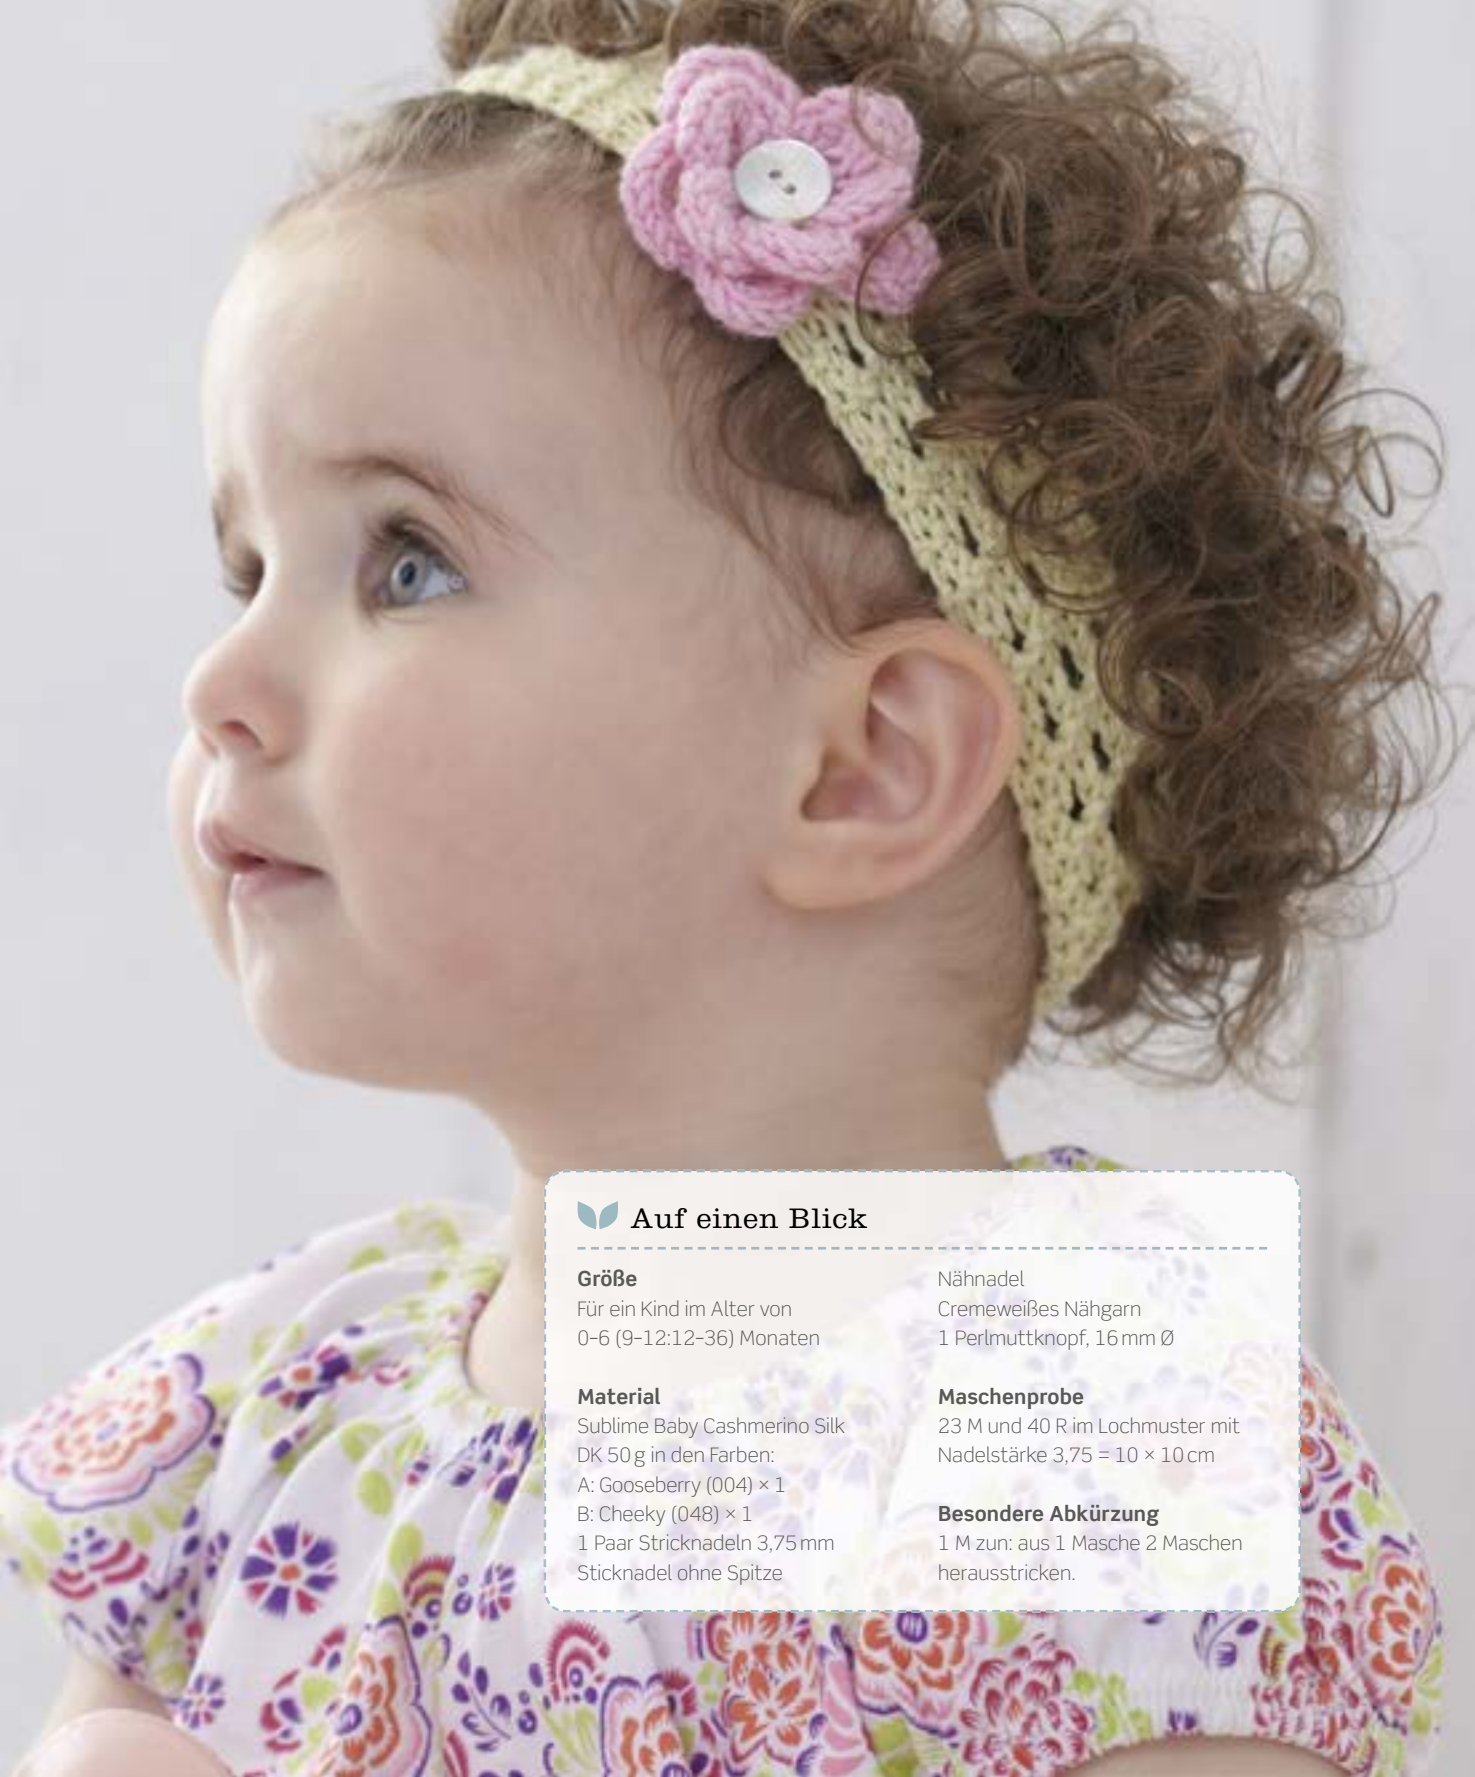 Auf einen Blick
Größe
Für ein Kind im Alter von
0–6 (9–12:12–36) Monaten
Material
Sublime Baby Cashmerino Silk
DK 50 g in den Farben:
A: Gooseberry (004) × 1
B: Cheeky (048) × 1
1 Paar Stricknadeln 3,75 mm
Sticknadel ohne Spitze
Nähnadel
Cremeweißes Nähgarn
1 Perlmuttknopf, 16 mm Ø
Maschenprobe
23 M und 40 R im Lochmuster mit
Nadelstärke 3,75 = 10 × 10 cm
Besondere Abkürzung
1 M zun: aus 1 Masche 2 Maschen
herausstricken.